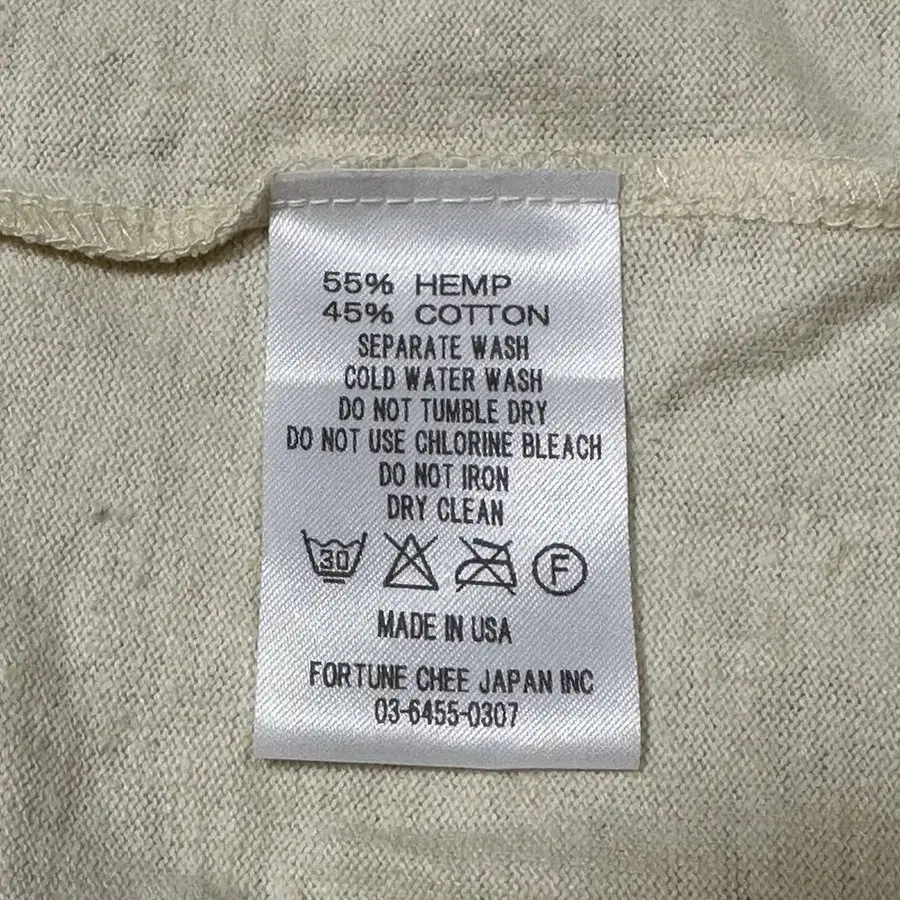 55% HEMP
45% COTTON
SEPARATE WASH
COLD WATER WASH
DO NOT TUMBLE DRY
DO NOT USE CHLORINE BLEACH
DO NOT IRON
DRY CLEAN
30 F
MADE IN USA
FORTUNE CHEE JAPAN INC
03-6455-0307